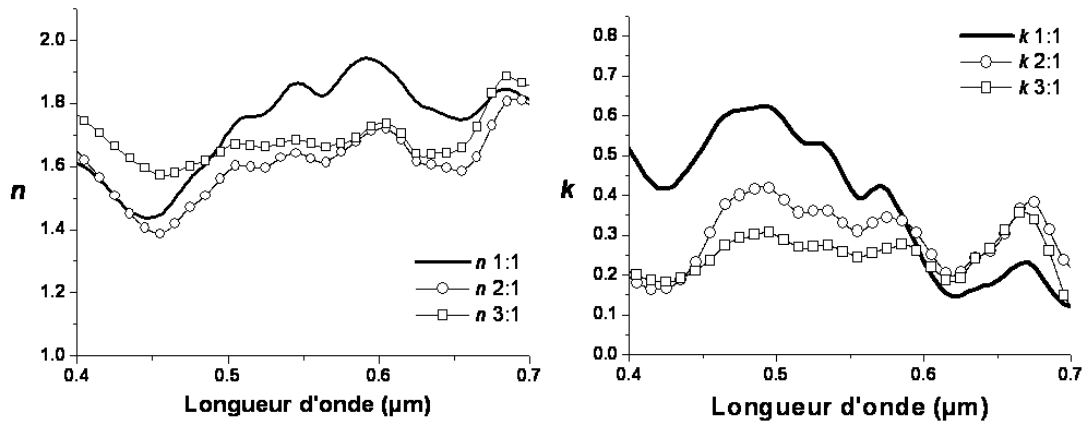 2.0
1.8
1.6
1.4
1.2
1.0
n
n 1:1
n 2:1
n 3:1
0.4 0.5 0.6 0.7
Longueur d'onde (µm)
0.8
0.7
0.6
0.5
0.4
0.3
0.2
0.1
0.0
k
k 1:1
k 2:1
k 3:1
0.4 0.5 0.6 0.7
Longueur d'onde (µm)